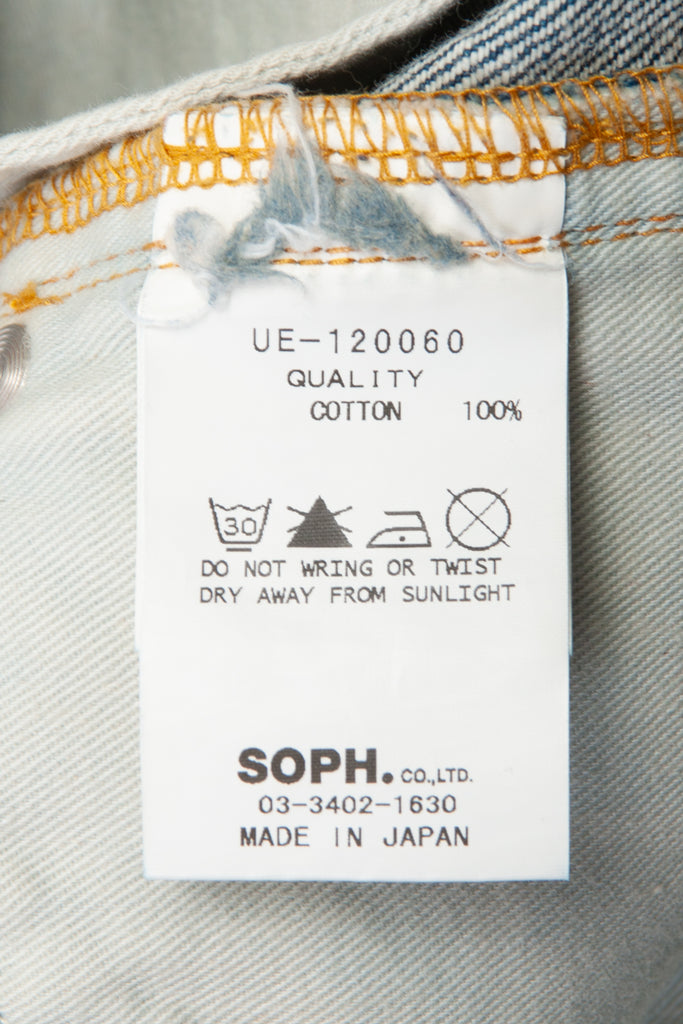 UE-120060
QUALITY
COTTON 100%
30
DO NOT WRING OR TWIST
DRY AWAY FROM SUNLIGHT
SOPH. CO.,LTD.
03-3402-1630
MADE IN JAPAN